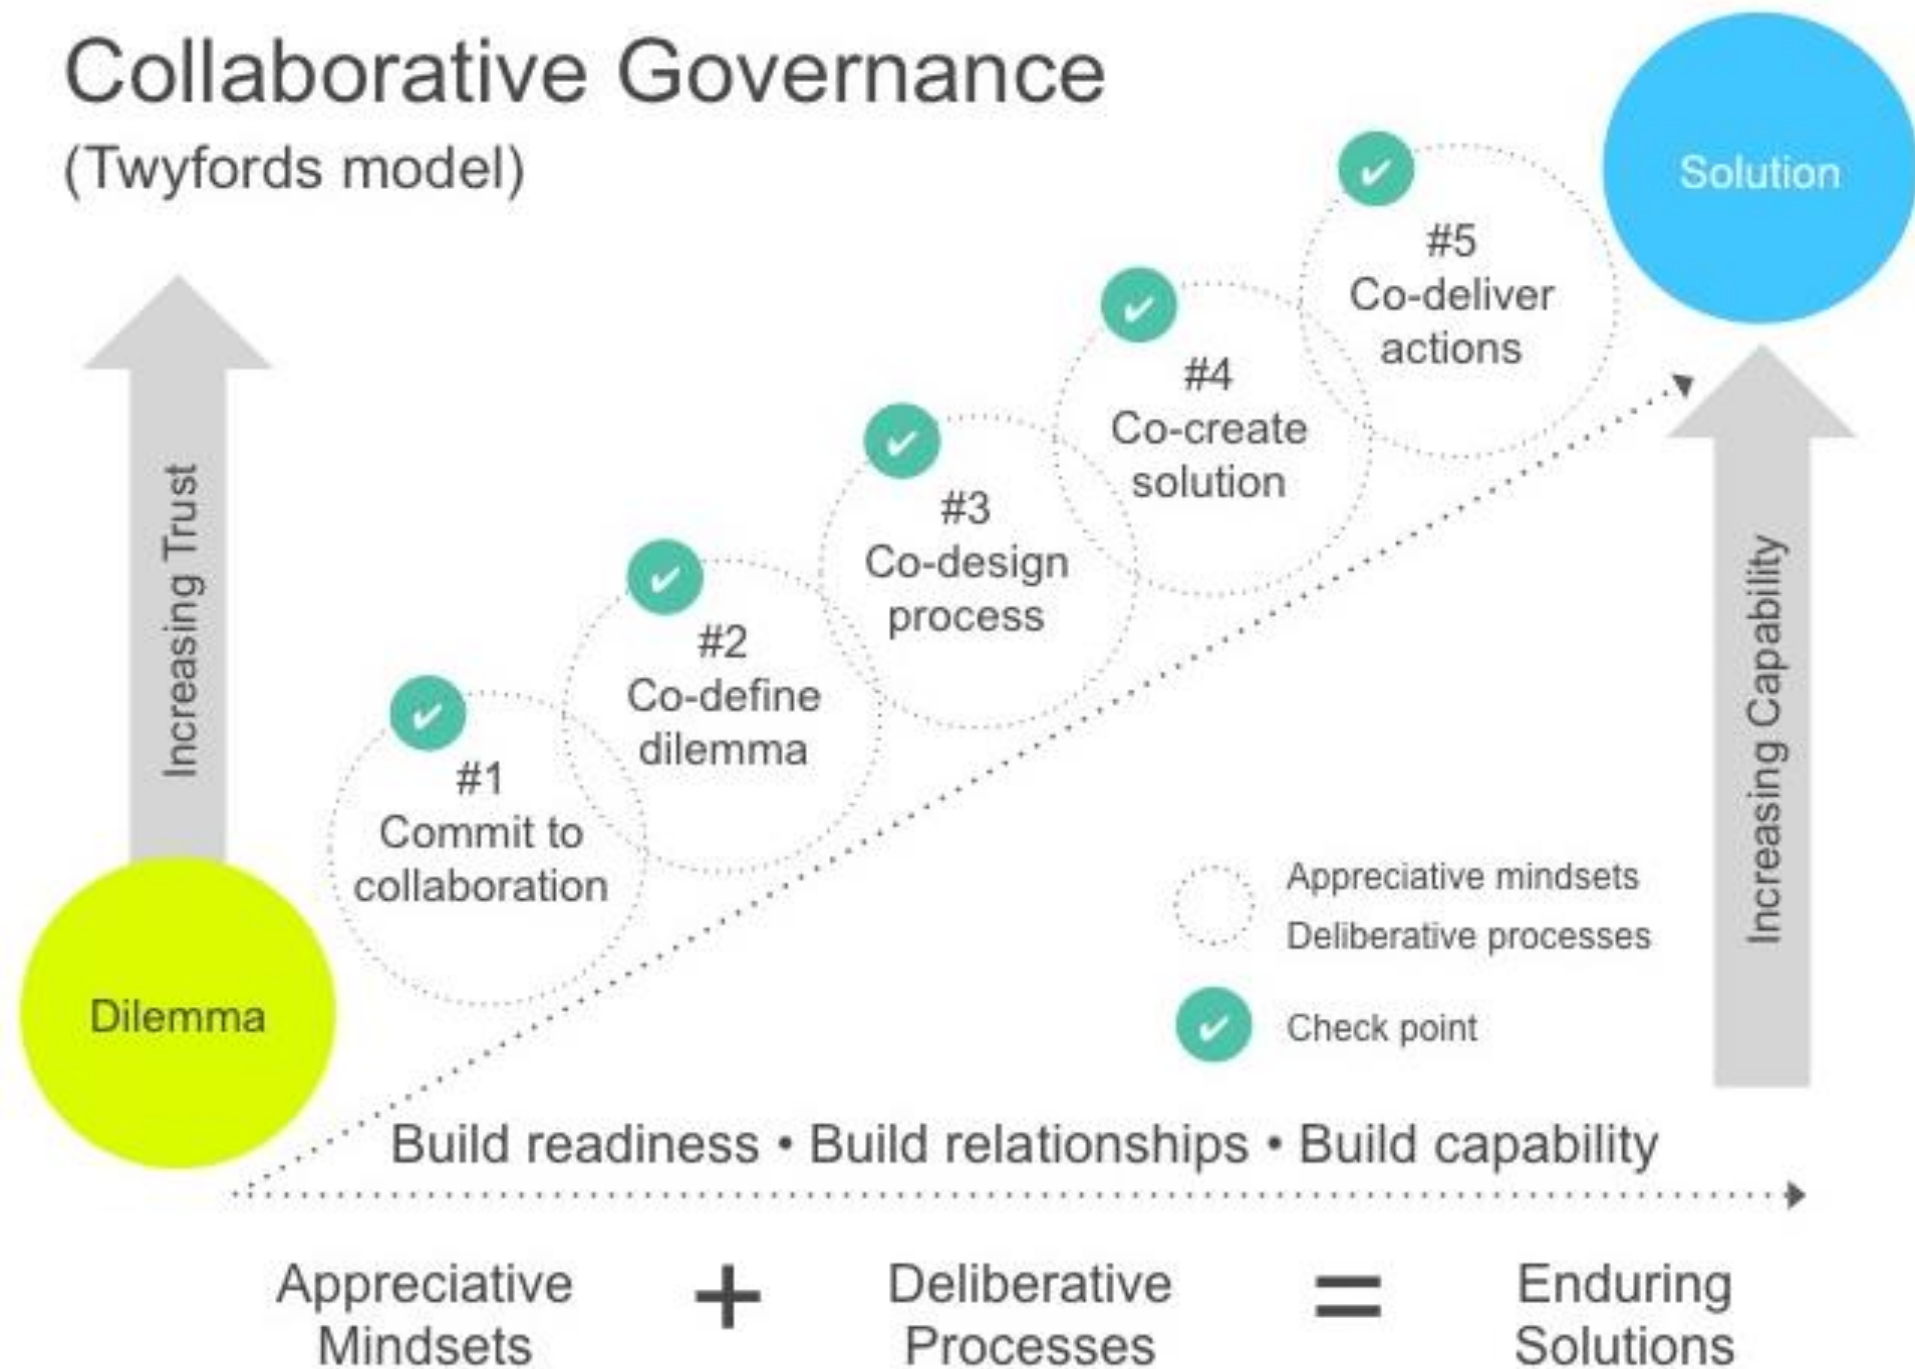 Collaborative Governance
(Twyfords model)
Solution
#5
Co-deliver
actions
#4
Co-create
solution
#3
Co-design
process
#2
Co-define
dilemma
#1
Commit to
collaboration
Increasing Trust
Dilemma
Increasing Capability
Appreciative mindsets
Deliberative processes
Check point
Build readiness • Build relationships • Build capability
Appreciative
Mindsets
+
Deliberative
Processes
=
Enduring
Solutions